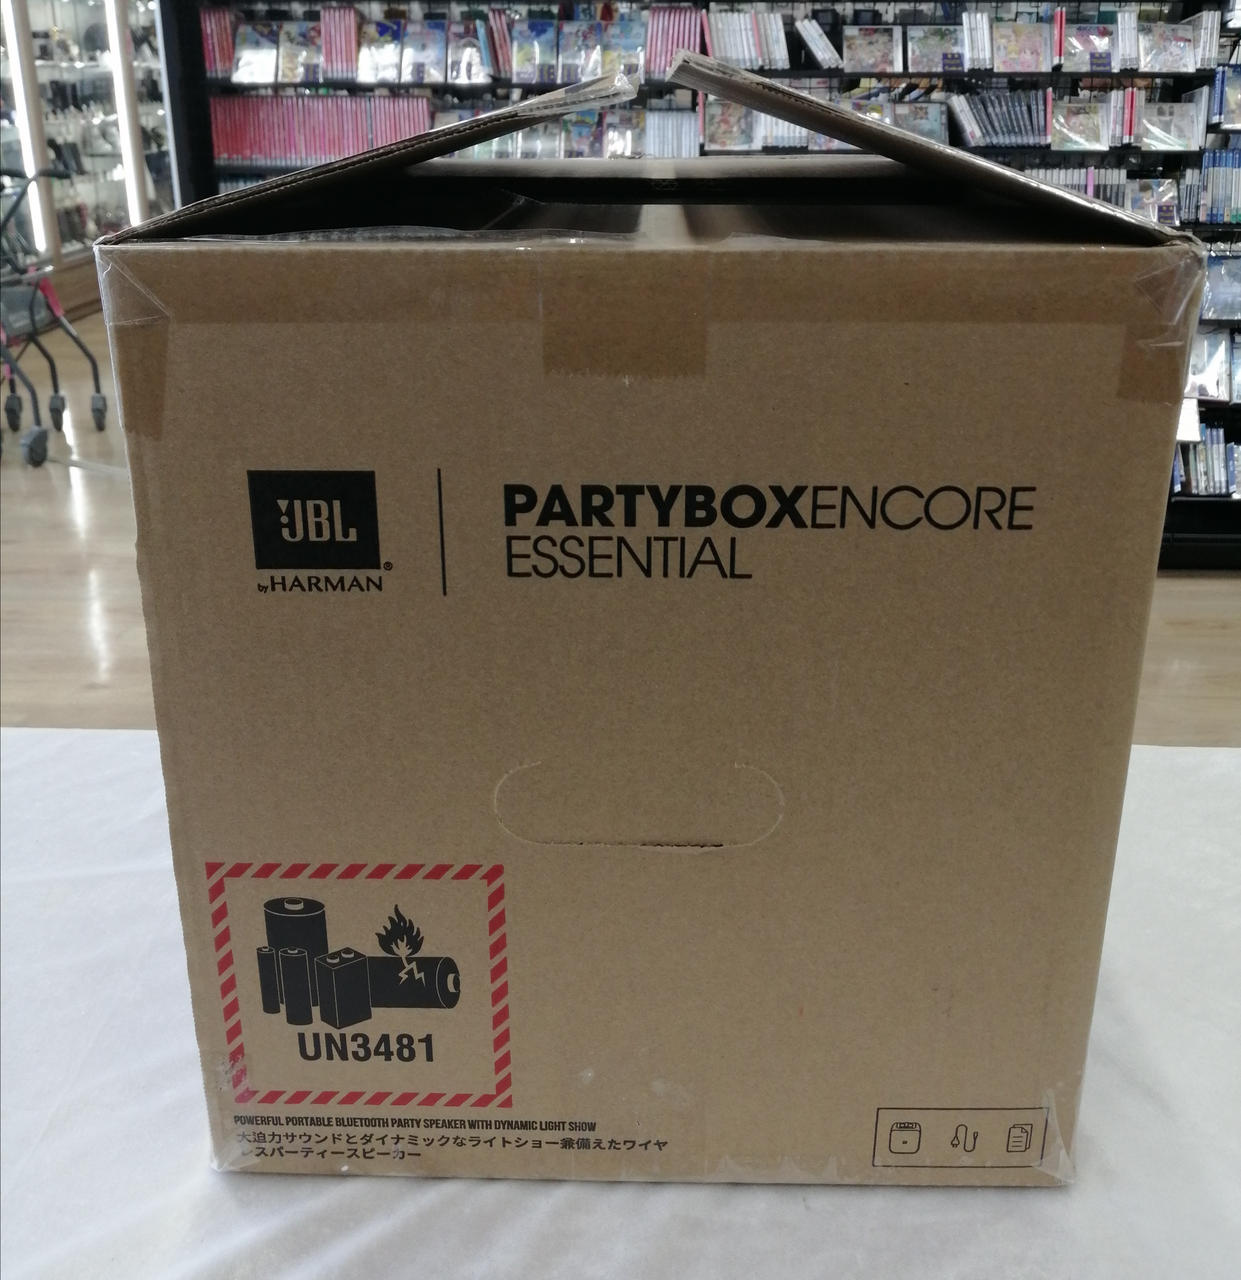 JBL
by HARMAN
PARTYBOXENCORE
ESSENTIAL
UN3481
POWERFUL PORTABLE BLUETOOTH PARTY SPEAKER WITH DYNAMIC LIGHT SHOW
大迫力サウンドとダイナミックなライトショー兼備えたワイヤ
レスパーティースピーカー